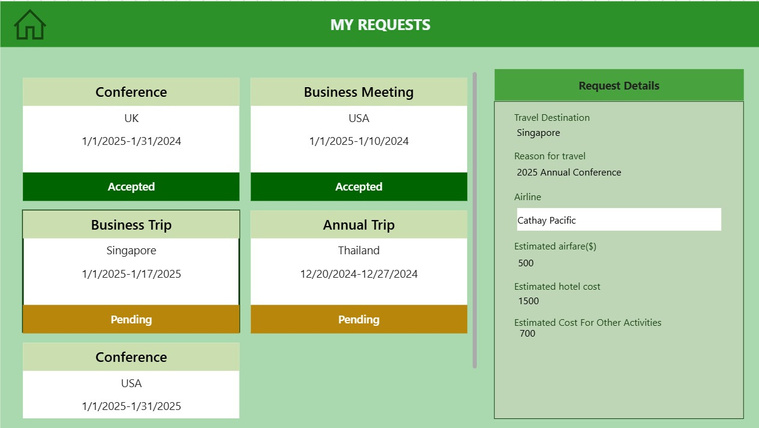 MY REQUESTS
Conference
UK
1/1/2025-1/31/2024
Accepted
Business Meeting
USA
1/1/2025-1/10/2024
Accepted
Business Trip
Singapore
1/1/2025-1/17/2025
Pending
Annual Trip
Thailand
12/20/2024-12/27/2024
Pending
Conference
USA
1/1/2025-1/31/2025
Request Details
Travel Destination
Singapore
Reason for travel
2025 Annual Conference
Airline
Cathay Pacific
Estimated airfare($)
500
Estimated hotel cost
1500
Estimated Cost For Other Activities
700